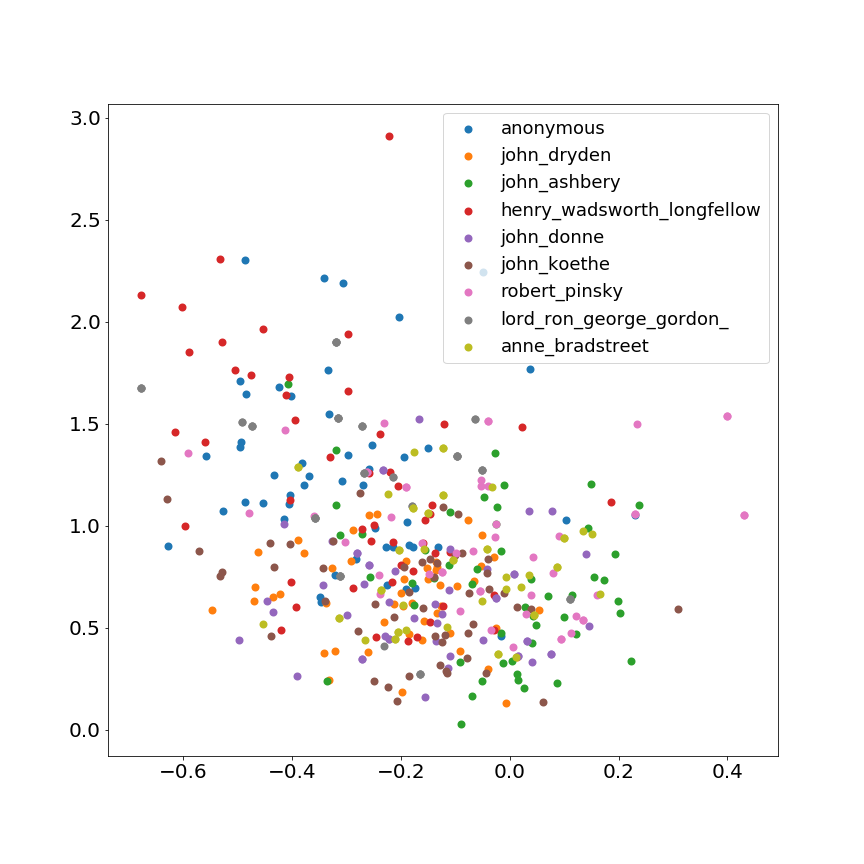 3.0
2.5
2.0
1.5
1.0
0.5
0.0
anonymous
john_dryden
john_ashbery
henry_wadsworth_longfellow
john_donne
john_koethe
robert_pinsky
lord_ron_george_gordon_
anne_bradstreet
−0.6 −0.4 −0.2 0.0 0.2 0.4